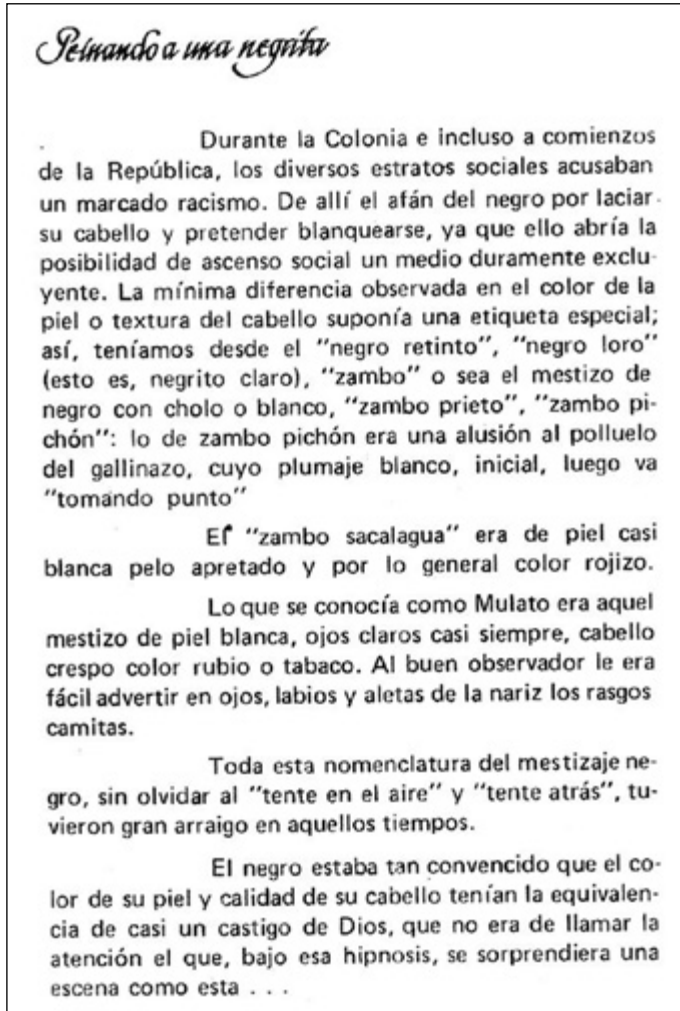 Peinando a una negrita
Durante la Colonia e incluso a comienzos
de la República, los diversos estratos sociales acusaban
un marcado racismo. De allí el afán del negro por laciar
su cabello y pretender blanquearse, ya que ello abría la
posibilidad de ascenso social un medio duramente exclu-
yente. La mínima diferencia observada en el color de la
piel o textura del cabello suponía una etiqueta especial;
así, teníamos desde el "negro retinto", "negro loro"
(esto es, negrito claro), "zambo" o sea el mestizo de
negro con cholo o blanco, "zambo prieto", "zambo pi-
chón": lo de zambo pichón era una alusión al polluelo
del gallinazo, cuyo plumaje blanco, inicial, luego va
"tomando punto"
El "zambo sacalagua" era de piel casi
blanca pelo apretado y por lo general color rojizo.
Lo que se conocía como Mulato era aquel
mestizo de piel blanca, ojos claros casi siempre, cabello
crespo color rubio o tabaco. Al buen observador le era
fácil advertir en ojos, labios y aletas de la nariz los rasgos
camitas.
Toda esta nomenclatura del mestizaje ne-
gro, sin olvidar al "tente en el aire" y "tente atrás", tu-
vieron gran arraigo en aquellos tiempos.
El negro estaba tan convencido que el co-
lor de su piel y calidad de su cabello tenían la equivalen-
cia de casi un castigo de Dios, que no era de llamar la
atención el que, bajo esa hipnosis, se sorprendiera una
escena como esta . . .